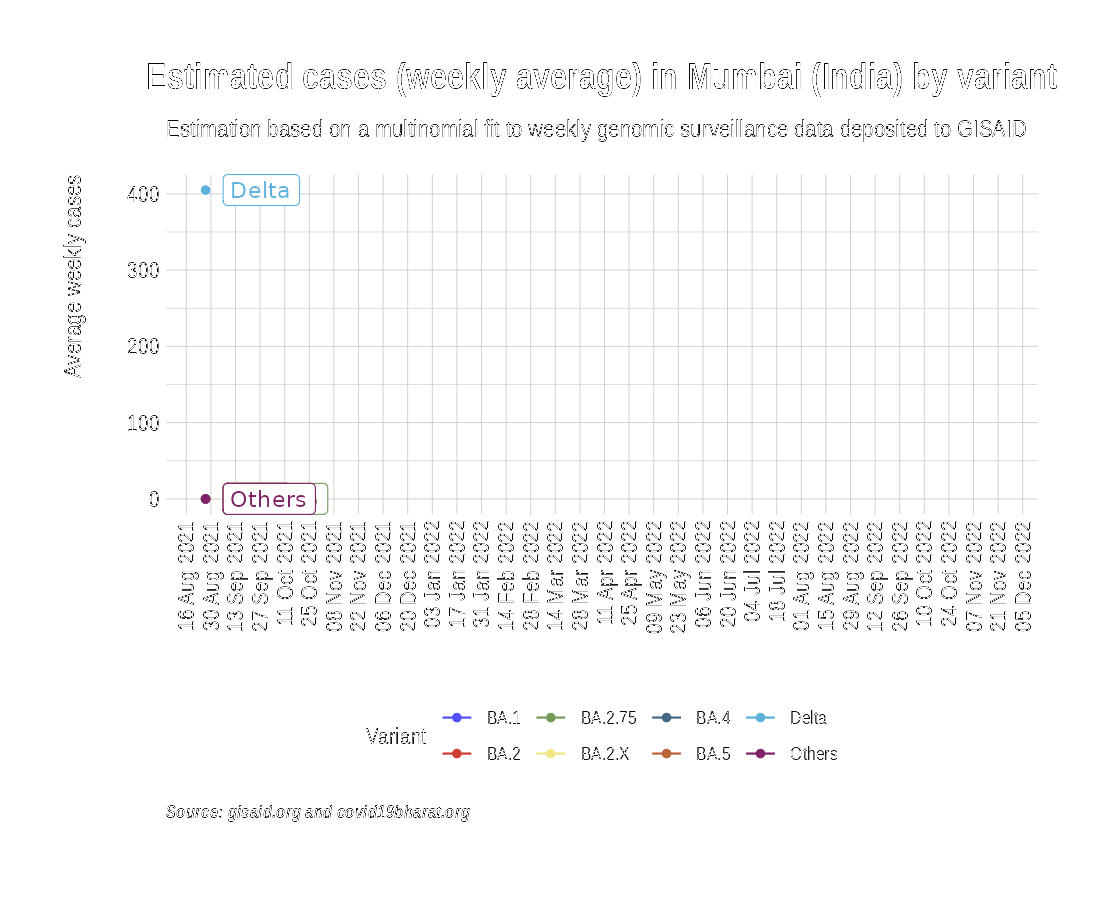 Estimated cases (weekly average) in Mumbai (India) by variant
Estimation based on a multinomial fit to weekly genomic surveillance data deposited to GISAID
Average weekly cases
400
300
200
100
0
Delta
Others
16 Aug 2021
30 Aug 2021
13 Sep 2021
27 Sep 2021
11 Oct 2021
25 Oct 2021
08 Nov 2021
22 Nov 2021
06 Dec 2021
20 Dec 2021
03 Jan 2022
17 Jan 2022
31 Jan 2022
14 Feb 2022
28 Feb 2022
14 Mar 2022
28 Mar 2022
11 Apr 2022
25 Apr 2022
09 May 2022
23 May 2022
06 Jun 2022
20 Jun 2022
04 Jul 2022
18 Jul 2022
01 Aug 2022
15 Aug 2022
29 Aug 2022
12 Sep 2022
26 Sep 2022
10 Oct 2022
24 Oct 2022
07 Nov 2022
21 Nov 2022
05 Dec 2022
Variant
BA.1 BA.2.75 BA.4 Delta
BA.2 BA.2.X BA.5 Others
Source: gisaid.org and covid19bharat.org